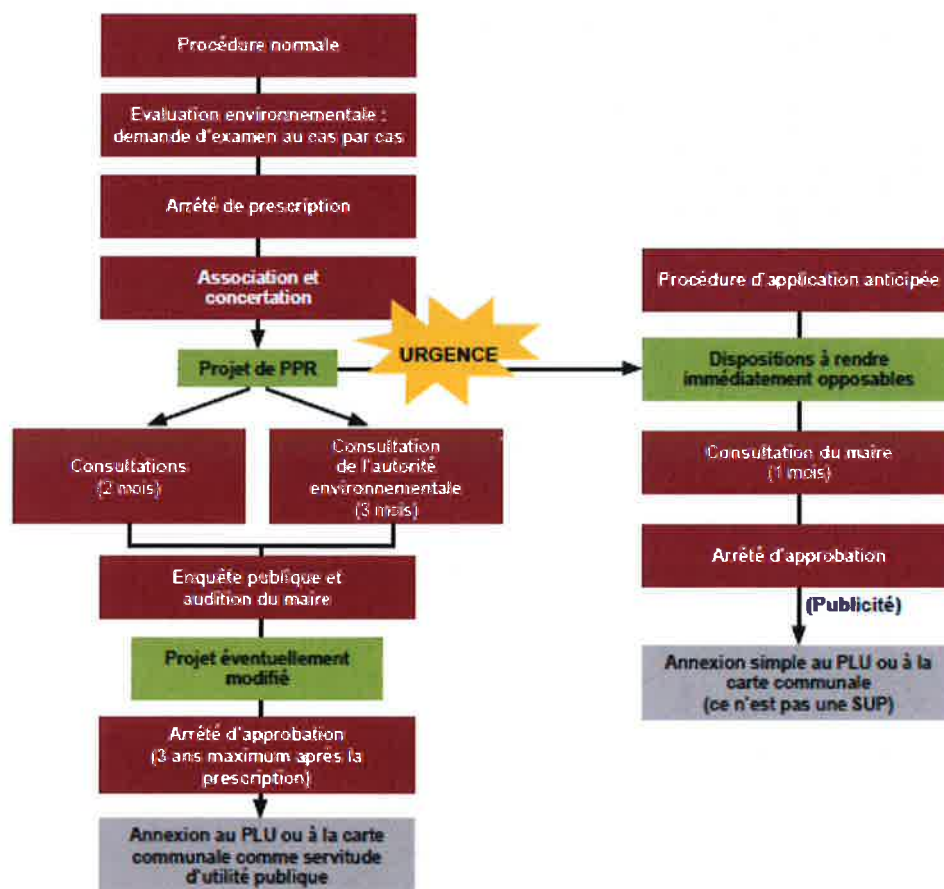 Procédure normale
Evaluation environnementale :
demande d'examen au cas par cas
Arrêté de prescription
Association et
concertation
Projet de PPR
URGENCE
Consultations
(2 mois)
Consultation
de l'autorité
environnementale
(3 mois)
Enquête publique et
audition du maire
Projet éventuellement
modifié
Arrêté d'approbation
(3 ans maximum après la
prescription)
Annexion au PLU ou à la carte
communale comme servitude
d'utilité publique
Procédure d'application anticipée
Dispositions à rendre
immédiatement opposables
Consultation du maire
(1 mois)
Arrêté d'approbation
(Publicité)
Annexion simple au PLU ou à la
carte communale
(ce n'est pas une SUP)